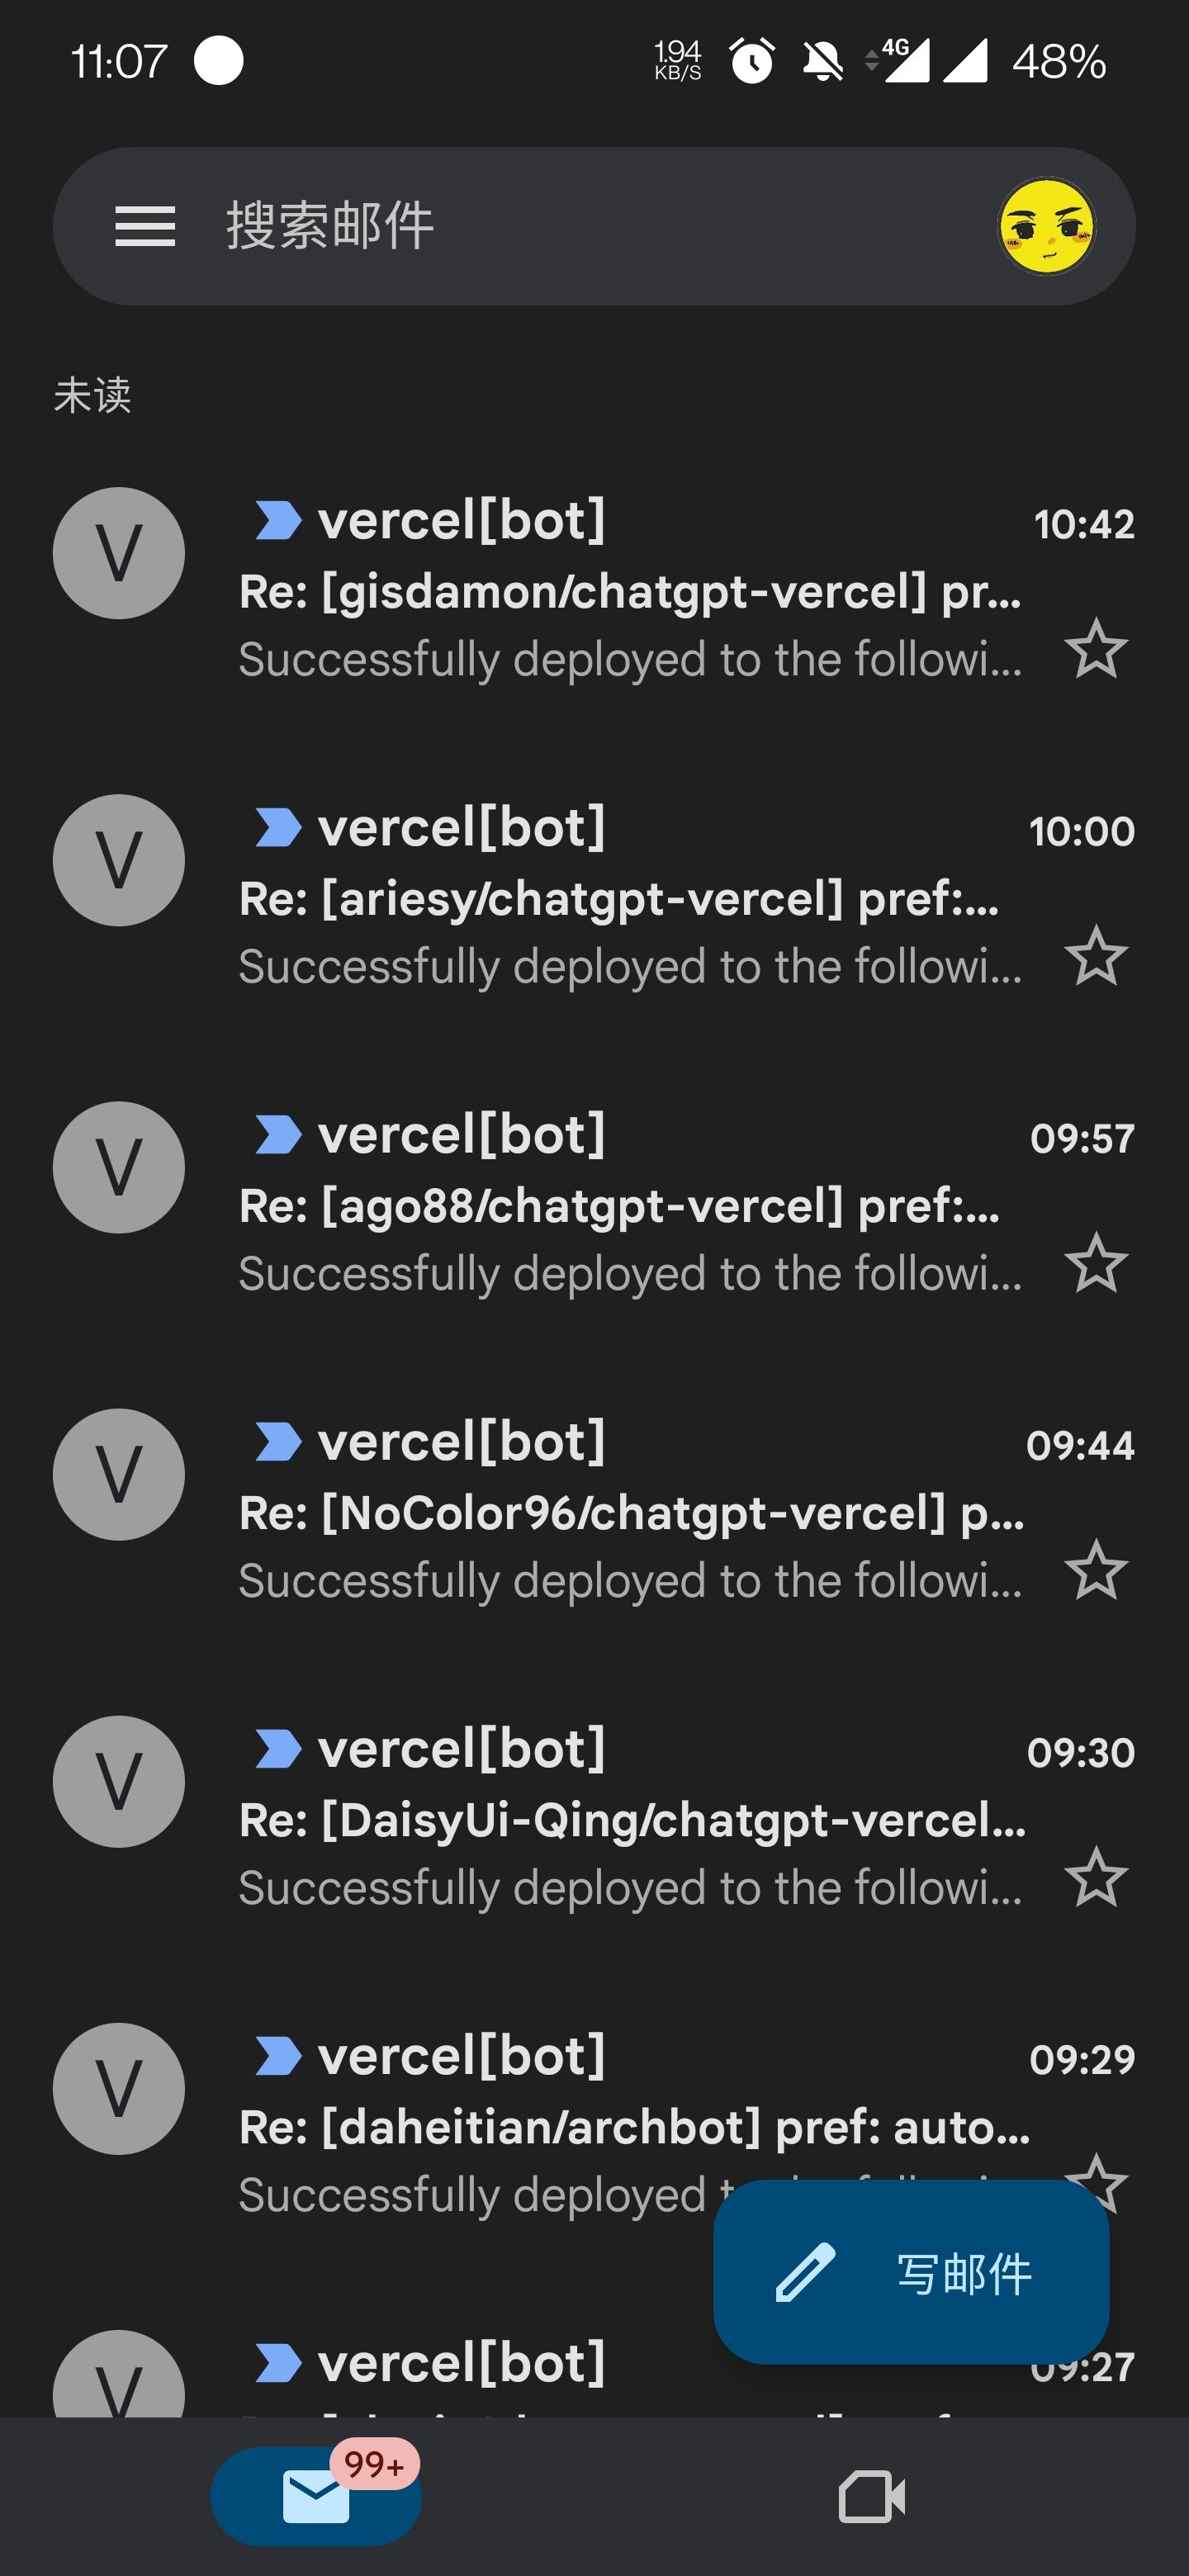 11:07
1.94
KB/S
4G
48%
搜索邮件
未读
V
vercel[bot]
10:42
Re: [gisdamon/chatgpt-vercel] pr...
Successfully deployed to the followi...
V
vercel[bot]
10:00
Re: [ariesy/chatgpt-vercel] pref:...
Successfully deployed to the followi...
V
vercel[bot]
09:57
Re: [ago88/chatgpt-vercel] pref:...
Successfully deployed to the followi...
V
vercel[bot]
09:44
Re: [NoColor96/chatgpt-vercel] p...
Successfully deployed to the followi...
V
vercel[bot]
09:30
Re: [DaisyUi-Qing/chatgpt-vercel...
Successfully deployed to the followi...
V
vercel[bot]
09:29
Re: [daheitian/archbot] pref: auto...
Successfully deployed
写邮件
V
vercel[bot]
09:27
99+